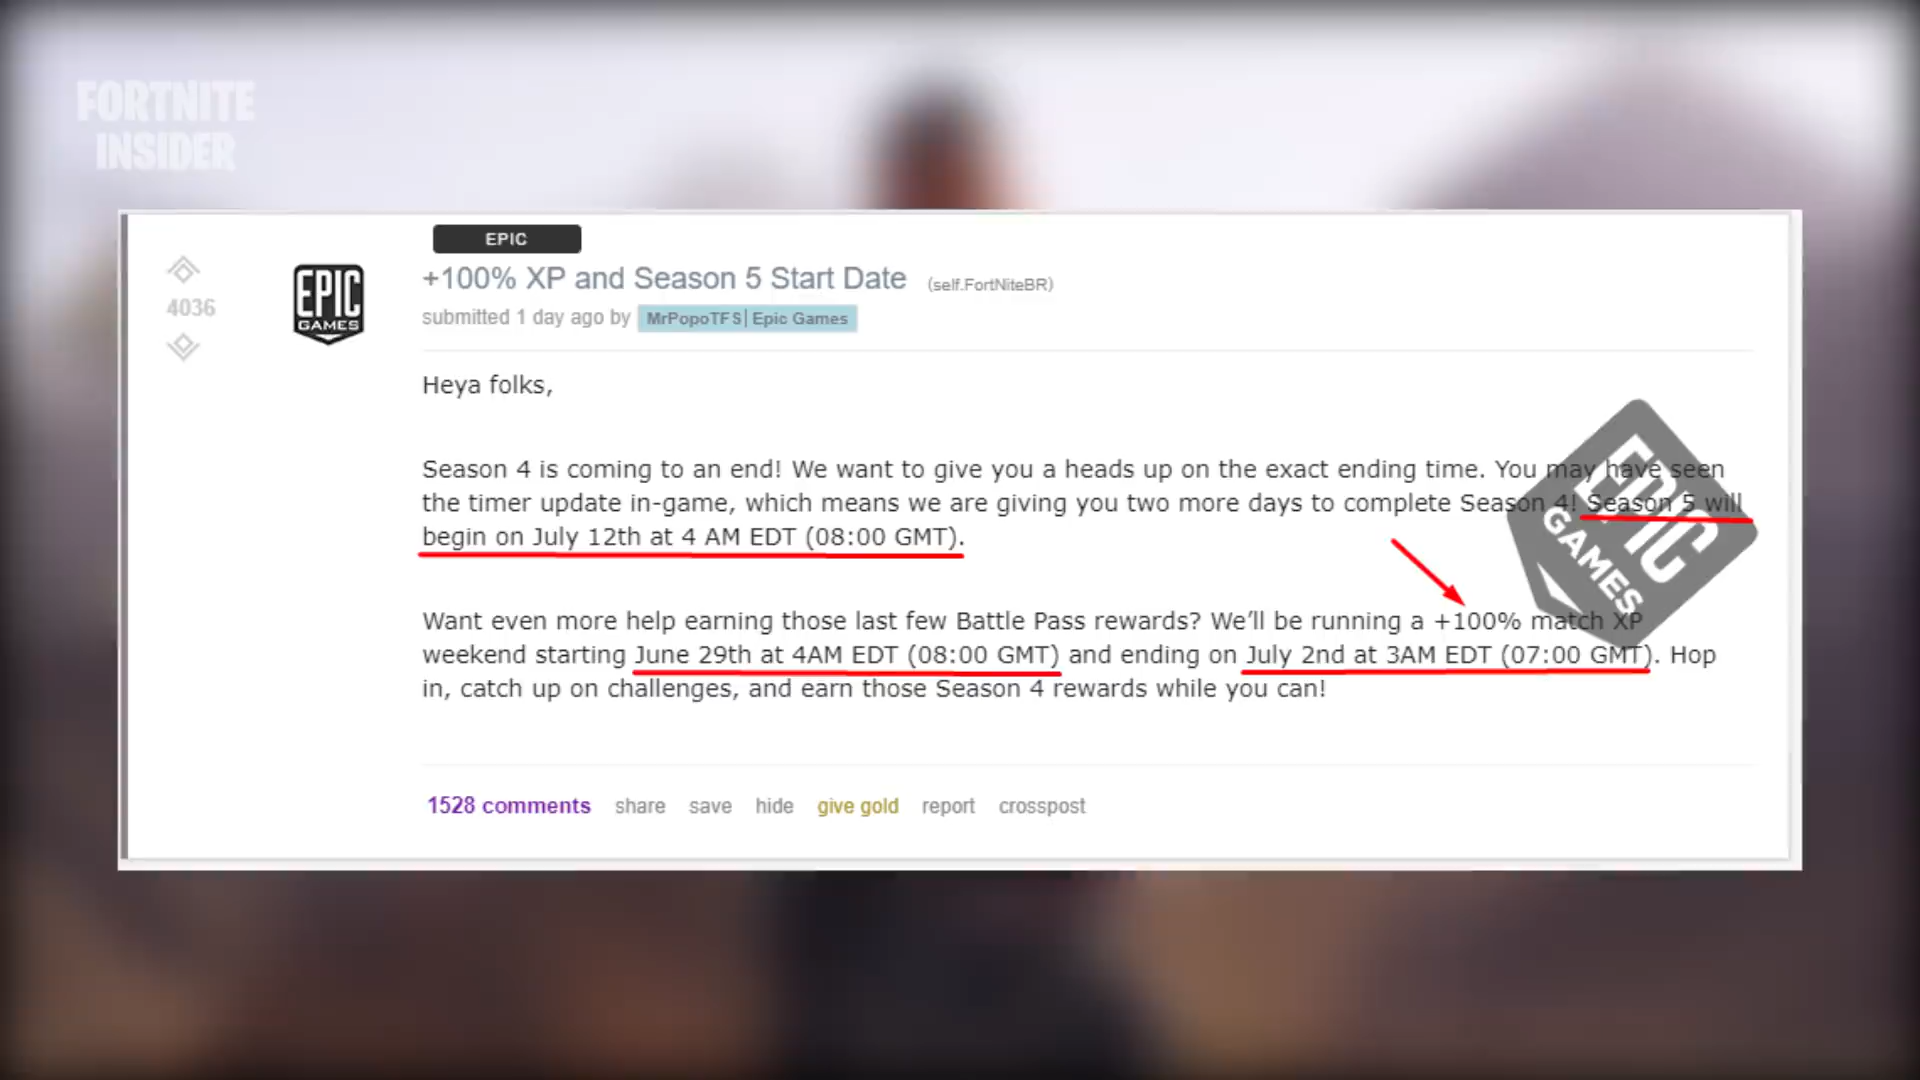 FORTNITE
INSIDER
EPIC
EPIC
GAMES
+100% XP and Season 5 Start Date (self.FortNiteBR)
4036
submitted 1 day ago by MrPopoTFS| Epic Games
Heya folks,
Season 4 is coming to an end! We want to give you a heads up on the exact ending time. You may have seen
the timer update in-game, which means we are giving you two more days to complete Season 4! Season 5 will
begin on July 12th at 4 AM EDT (08:00 GMT).
EPIC
GAMES
Want even more help earning those last few Battle Pass rewards? We'll be running a +100% match XP
weekend starting June 29th at 4AM EDT (08:00 GMT) and ending on July 2nd at 3AM EDT (07:00 GMT). Hop
in, catch up on challenges, and earn those Season 4 rewards while you can!
1528 comments share save hide give gold report crosspost